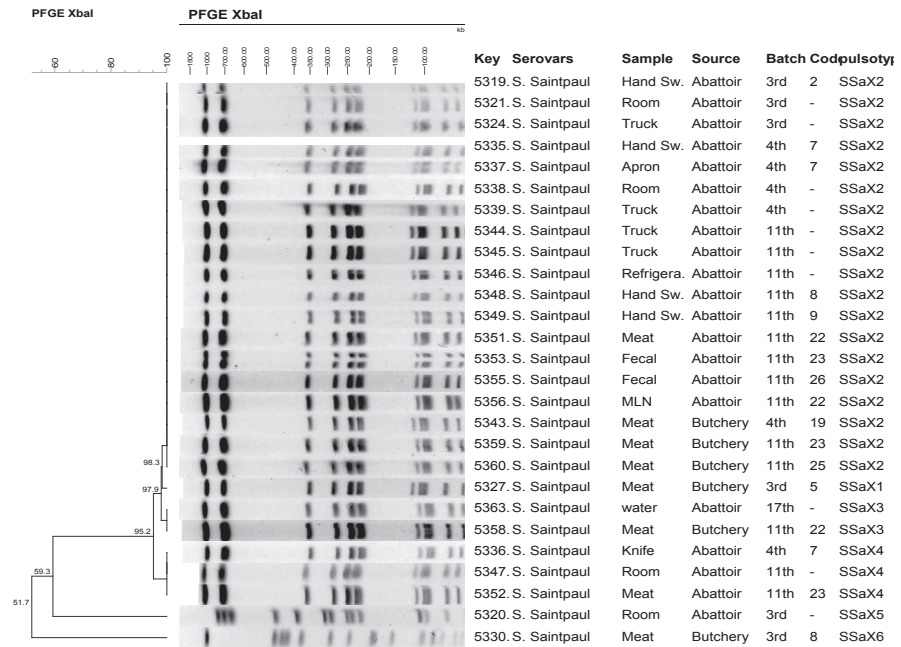 PFGE XbaI PFGE XbaI
kb
60 80 100 -1500 -1000 -700.00 -500.00 -400.00 -350.00 -300.00 -250.00 -200.00 -100.00
Key Serovars Sample Source Batch Code pulsotyp
5319. S. Saintpaul Hand Sw. Abattoir 3rd 2 SSaX2
5321. S. Saintpaul Room Abattoir 3rd - SSaX2
5324. S. Saintpaul Truck Abattoir 3rd - SSaX2
5335. S. Saintpaul Hand Sw. Abattoir 4th 7 SSaX2
5337. S. Saintpaul Apron Abattoir 4th 7 SSaX2
5338. S. Saintpaul Room Abattoir 4th - SSaX2
5339. S. Saintpaul Truck Abattoir 4th - SSaX2
5344. S. Saintpaul Truck Abattoir 11th - SSaX2
5345. S. Saintpaul Truck Abattoir 11th - SSaX2
5346. S. Saintpaul Refrigera. Abattoir 11th - SSaX2
5348. S. Saintpaul Hand Sw. Abattoir 11th 8 SSaX2
5349. S. Saintpaul Hand Sw. Abattoir 11th 9 SSaX2
5351. S. Saintpaul Meat Abattoir 11th 22 SSaX2
5353. S. Saintpaul Fecal Abattoir 11th 23 SSaX2
5355. S. Saintpaul Fecal Abattoir 11th 26 SSaX2
5356. S. Saintpaul MLN Abattoir 11th 22 SSaX2
5343. S. Saintpaul Meat Butchery 4th 19 SSaX2
5359. S. Saintpaul Meat Butchery 11th 23 SSaX2
98.3 5360. S. Saintpaul Meat Butchery 11th 25 SSaX2
97.9 5327. S. Saintpaul Meat Butchery 3rd 5 SSaX1
5363. S. Saintpaul water Abattoir 17th - SSaX3
95.2 5358. S. Saintpaul Meat Butchery 11th 22 SSaX3
5336. S. Saintpaul Knife Abattoir 4th 7 SSaX4
59.3 5347. S. Saintpaul Room Abattoir 11th - SSaX4
51.7 5352. S. Saintpaul Meat Abattoir 11th 23 SSaX4
5320. S. Saintpaul Room Abattoir 3rd - SSaX5
5330. S. Saintpaul Meat Butchery 3rd 8 SSaX6